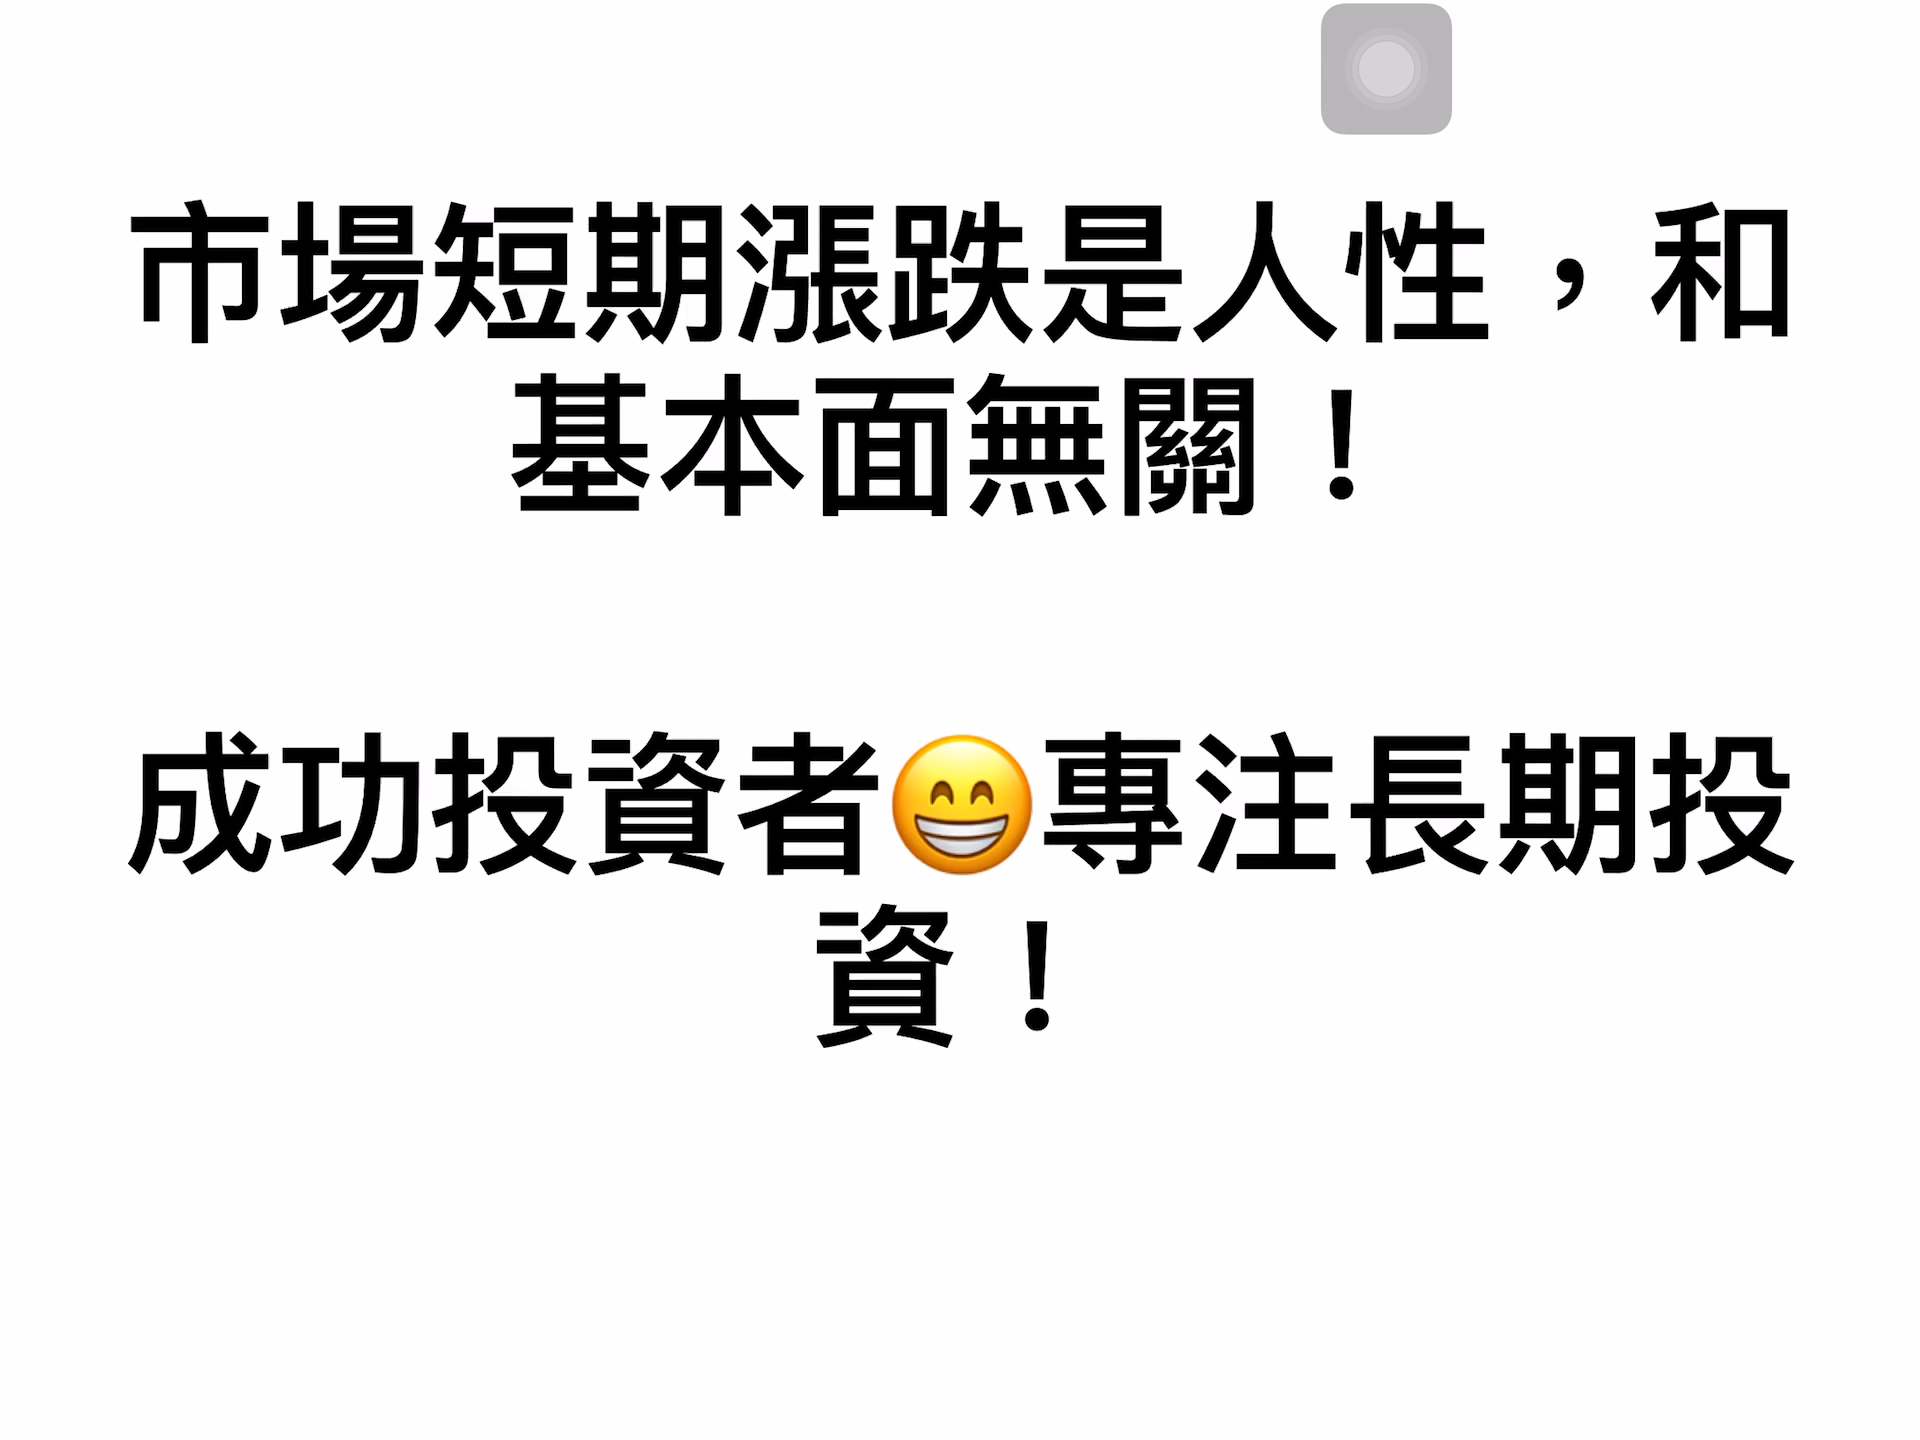 市場短期漲跌是人性，和
基本面無關！
成功投資者😁專注長期投
資！